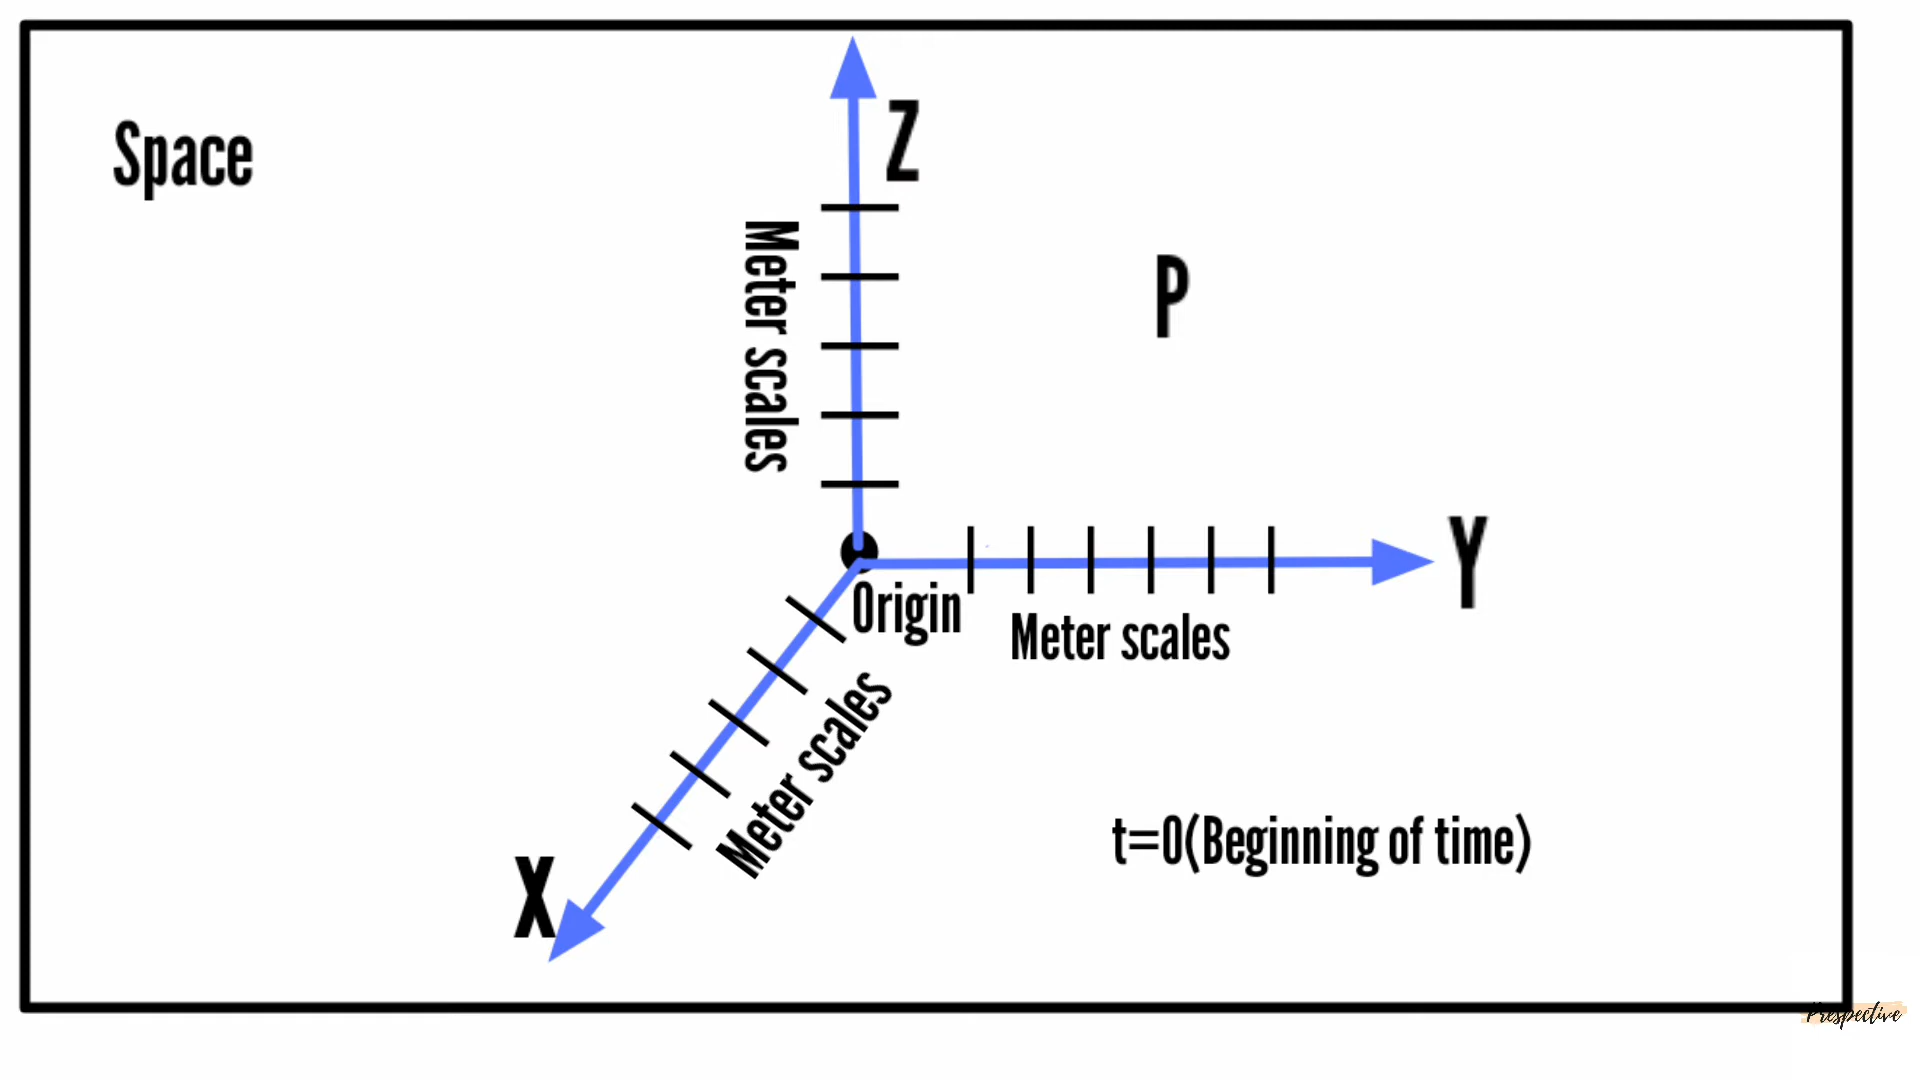 Space
Z
Meter scales
P
Y
Origin
Meter scales
Meter scales
X
t=0(Beginning of time)
Prespective